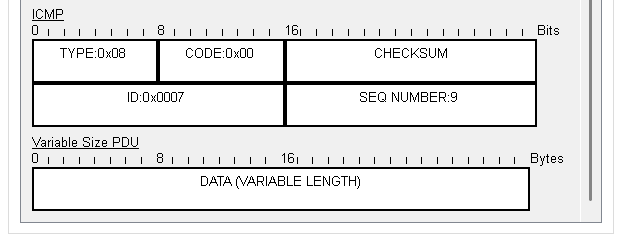 ICMP
0 8 16 Bits
TYPE:0x08 CODE:0x00 CHECKSUM
ID:0x0007 SEQ NUMBER:9
Variable Size PDU
0 8 16 Bytes
DATA (VARIABLE LENGTH)